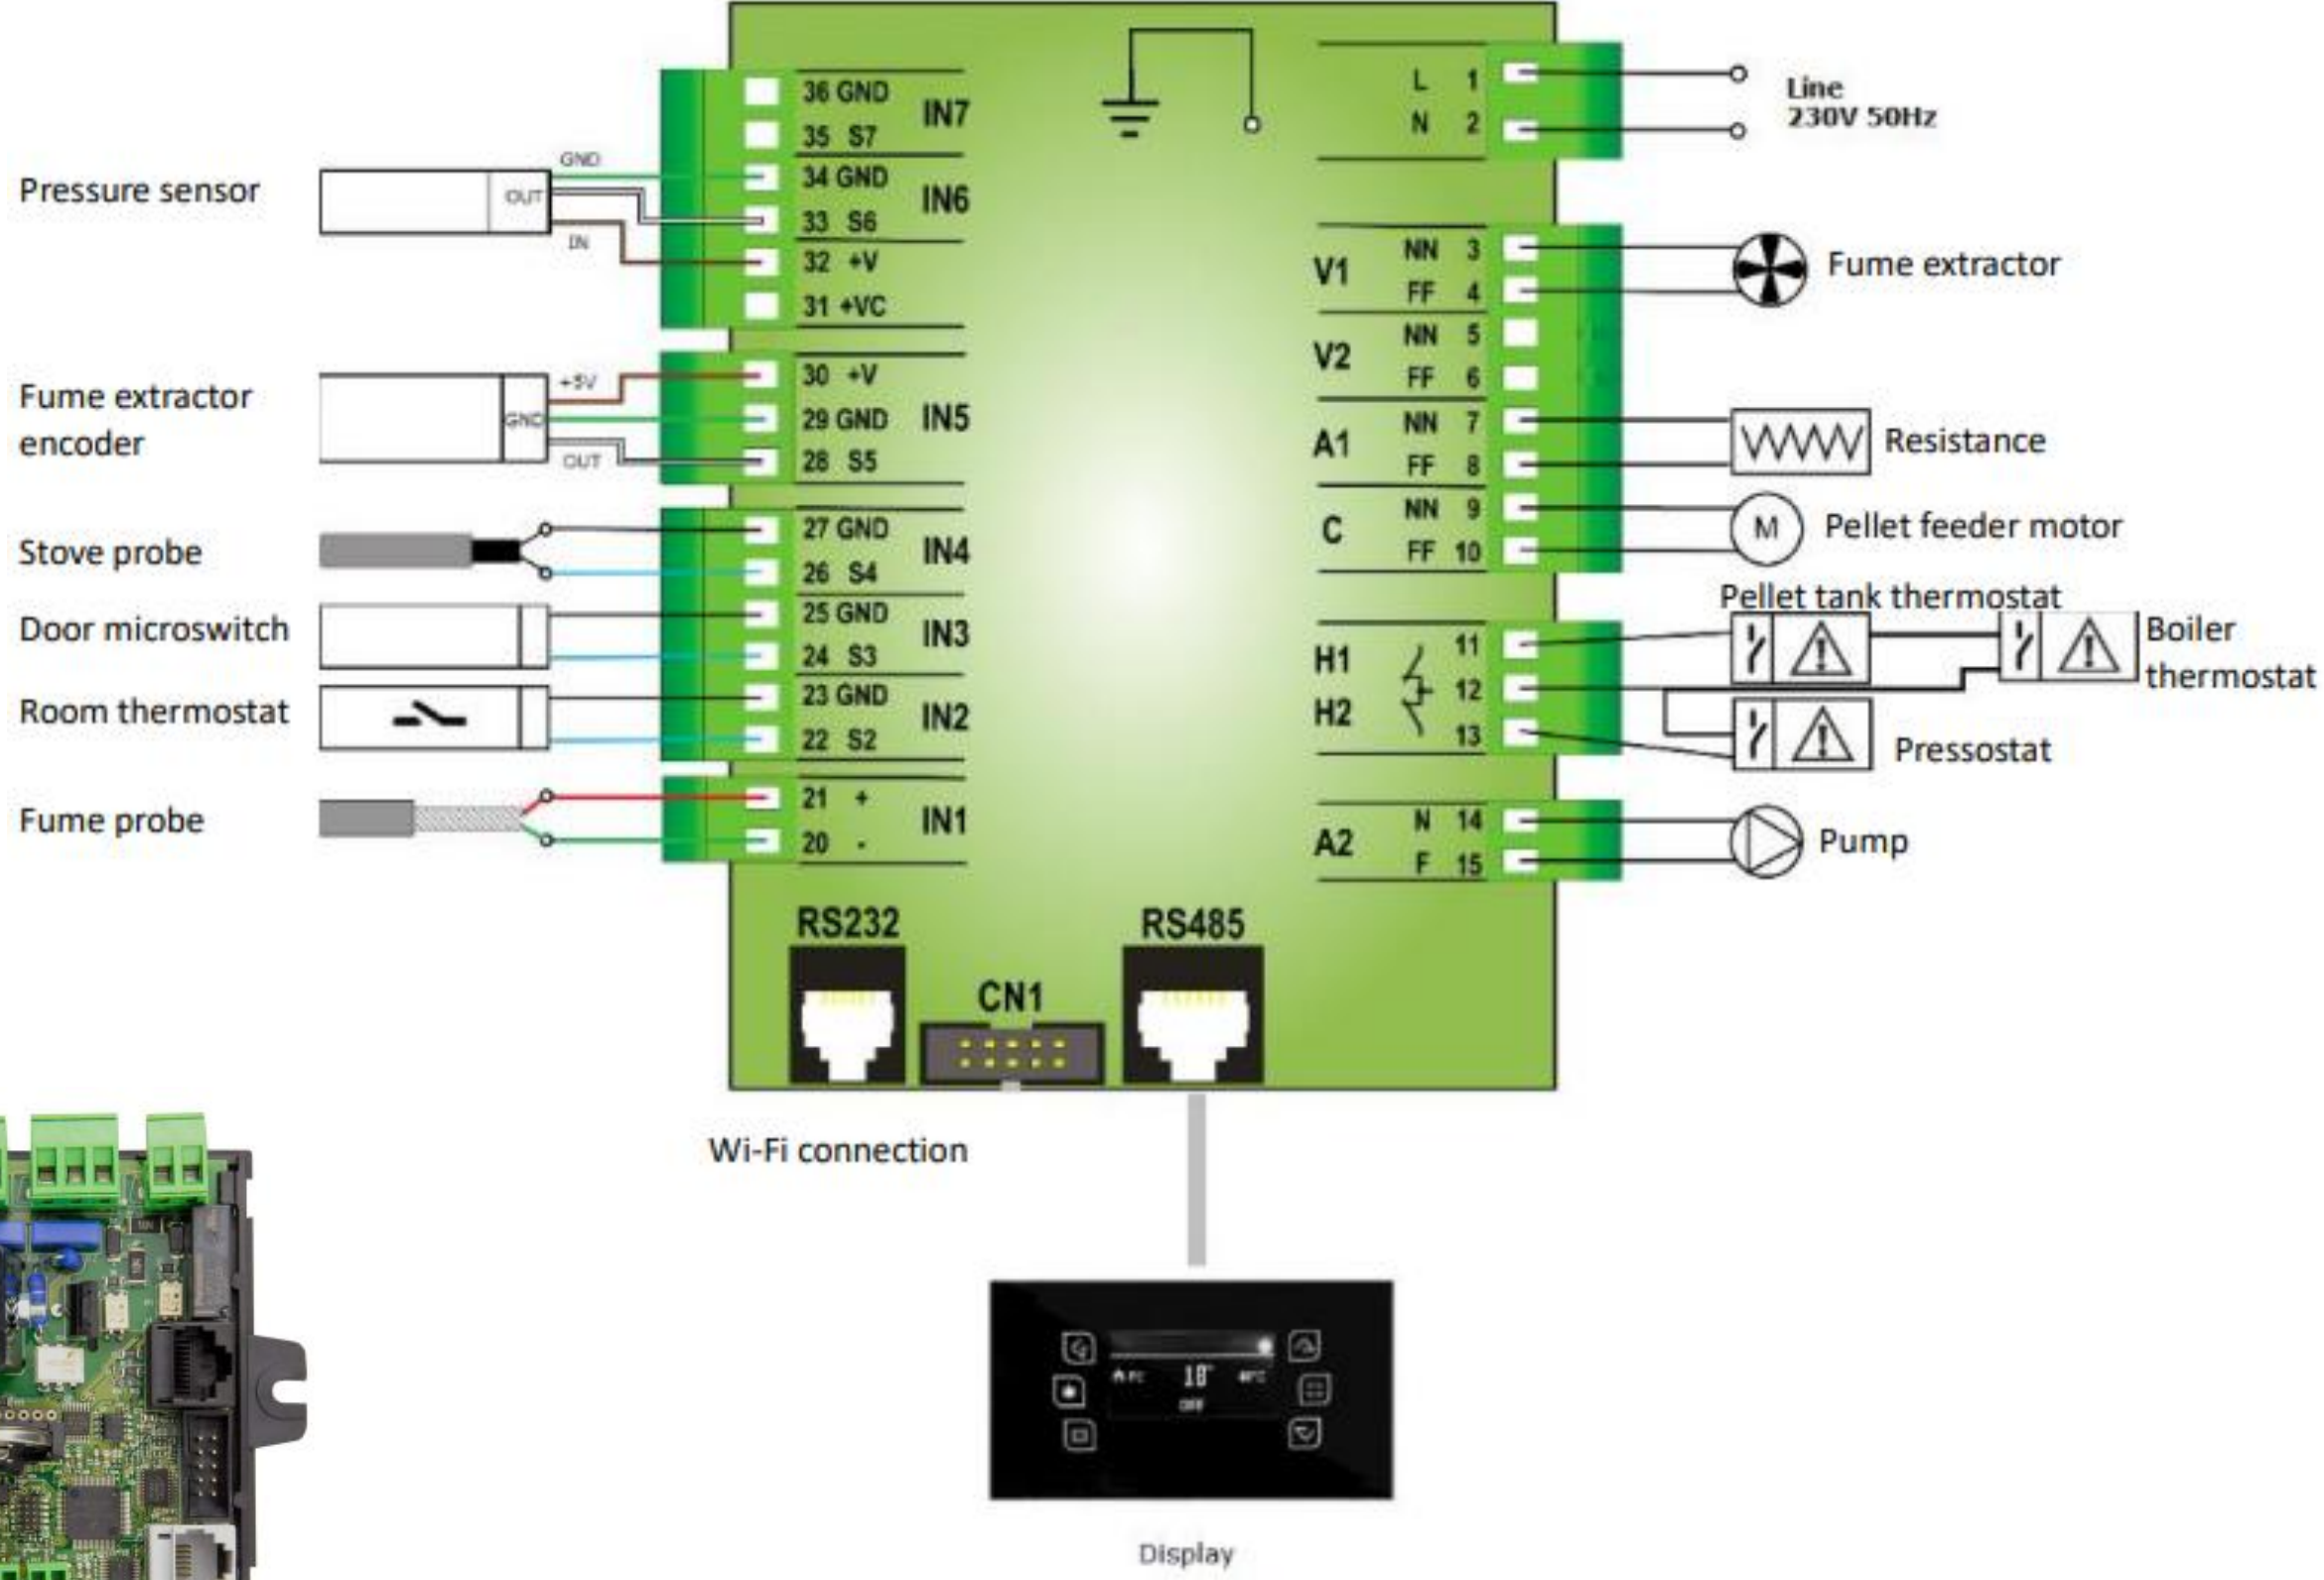 36 GND
IN7
35 S7
Pressure sensor
GND
OUT
IN
34 GND
IN6
33 S6
32 +V
31 +VC
Fume extractor
encoder
+5V
GND
OUT
30 +V
29 GND
IN5
28 S5
Stove probe
27 GND
IN4
26 S4
Door microswitch
25 GND
IN3
24 S3
Room thermostat
23 GND
IN2
22 S2
Fume probe
21 +
IN1
20 -
L 1
N 2
Line
230V 50Hz
V1
NN 3
FF 4
Fume extractor
V2
NN 5
FF 6
A1
NN 7
FF 8
Resistance
C
NN 9
FF 10
M
Pellet feeder motor
Pellet tank thermostat
H1
11
12
H2
13
Boiler
thermostat
Pressostat
A2
N 14
F 15
Pump
RS232
CN1
RS485
Wi-Fi connection
18°
OFF
Display